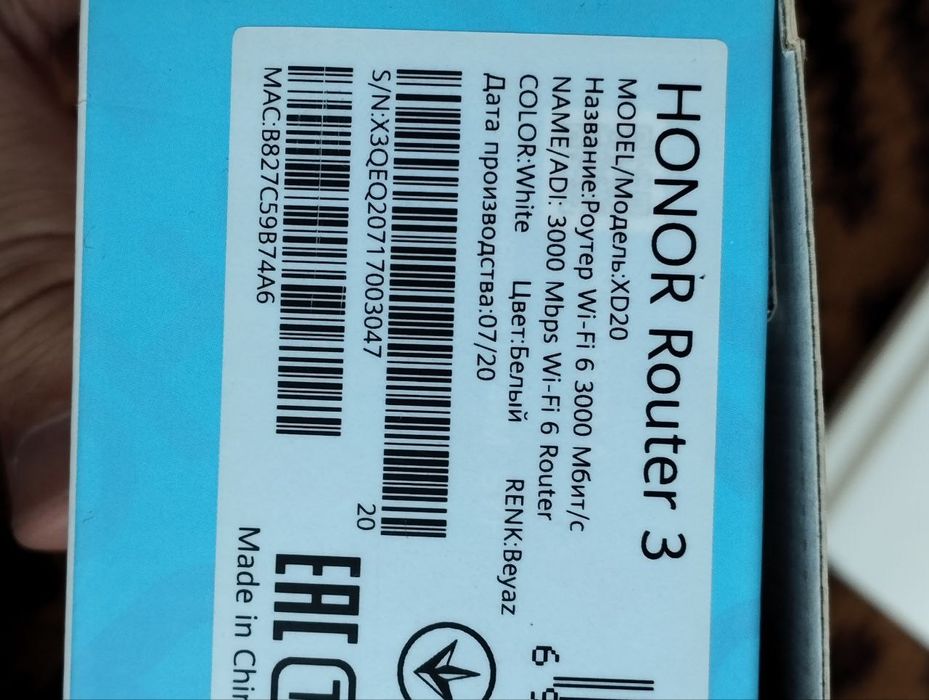 HONOR Router 3
MODEL/Модель:XD20
Название:Роутер Wi-Fi 6 3000 Мбит/с
NAME/ADI: 3000 Mbps Wi-Fi 6 Router
COLOR:White Цвет:Белый RENK:Beyaz
Дата производства:07/20
S/N:X3QEQ20717003047
20
MAC:B827C59B74A6
EAC
Made in
6